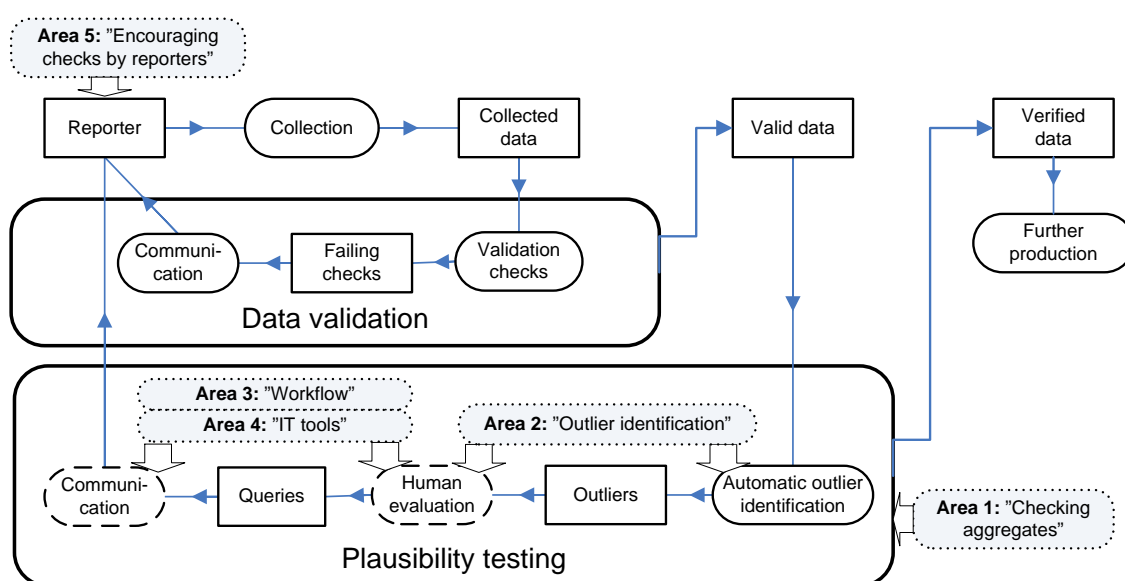 Area 5: ”Encouraging
checks by reporters”
Reporter
Collection
Collected
data
Valid data
Verified
data
Communi-
cation
Failing
checks
Validation
checks
Further
production
Data validation
Area 3: ”Workflow”
Area 4: ”IT tools”
Area 2: ”Outlier identification”
Communi-
cation
Queries
Human
evaluation
Outliers
Automatic outlier
identification
Area 1: ”Checking
aggregates”
Plausibility testing